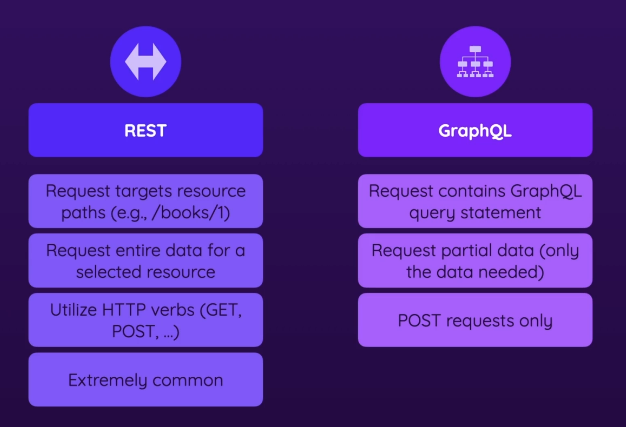 REST
Request targets resource
paths (e.g., /books/1)
Request entire data for a
selected resource
Utilize HTTP verbs (GET,
POST, ...)
Extremely common
GraphQL
Request contains GraphQL
query statement
Request partial data (only
the data needed)
POST requests only